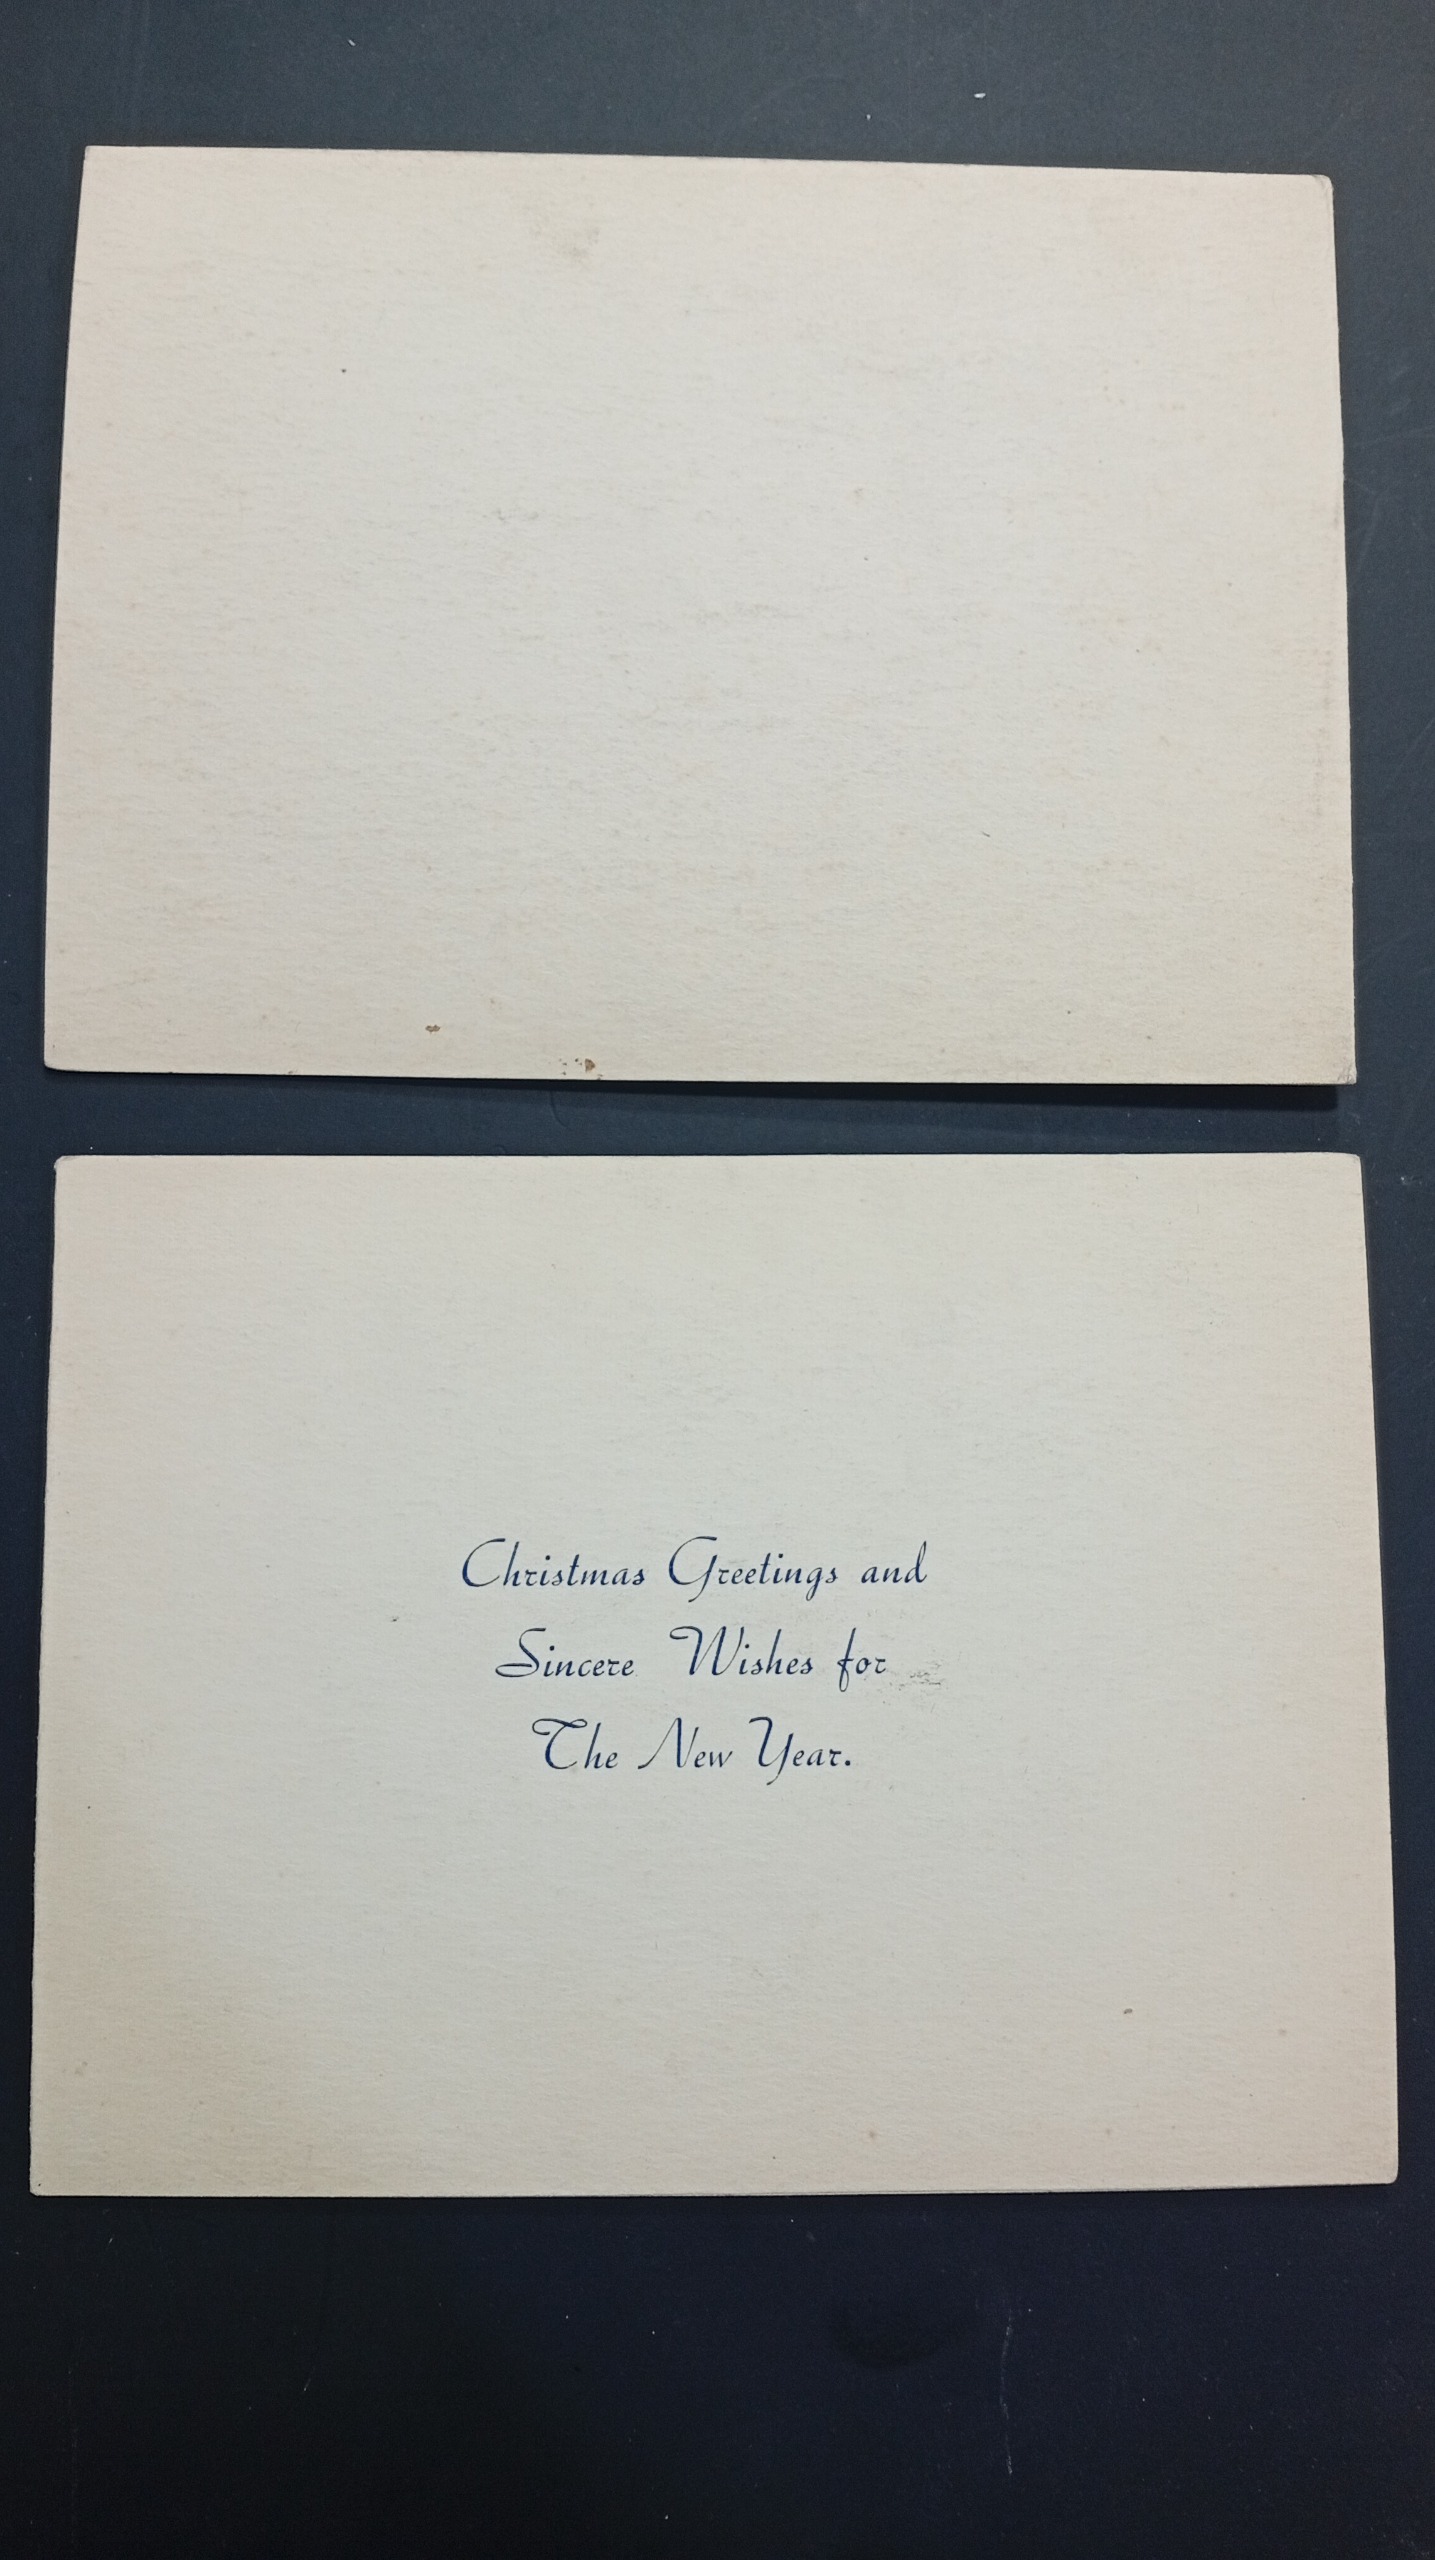 Christmas Greetings and
Sincere Wishes for
The New Year.